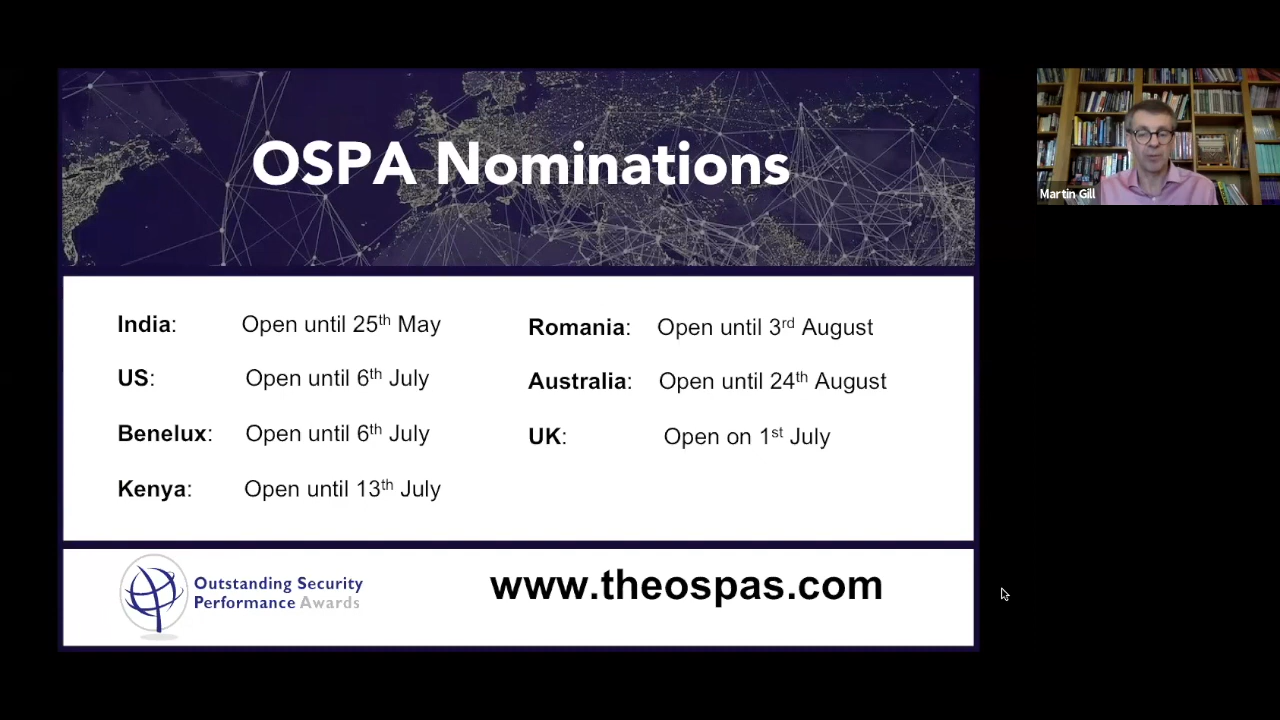 OSPA Nominations
India: Open until 25th May
US: Open until 6th July
Benelux: Open until 6th July
Kenya: Open until 13th July
Romania: Open until 3rd August
Australia: Open until 24th August
UK: Open on 1st July
Outstanding Security
Performance Awards
www.theospas.com
Martin Gill